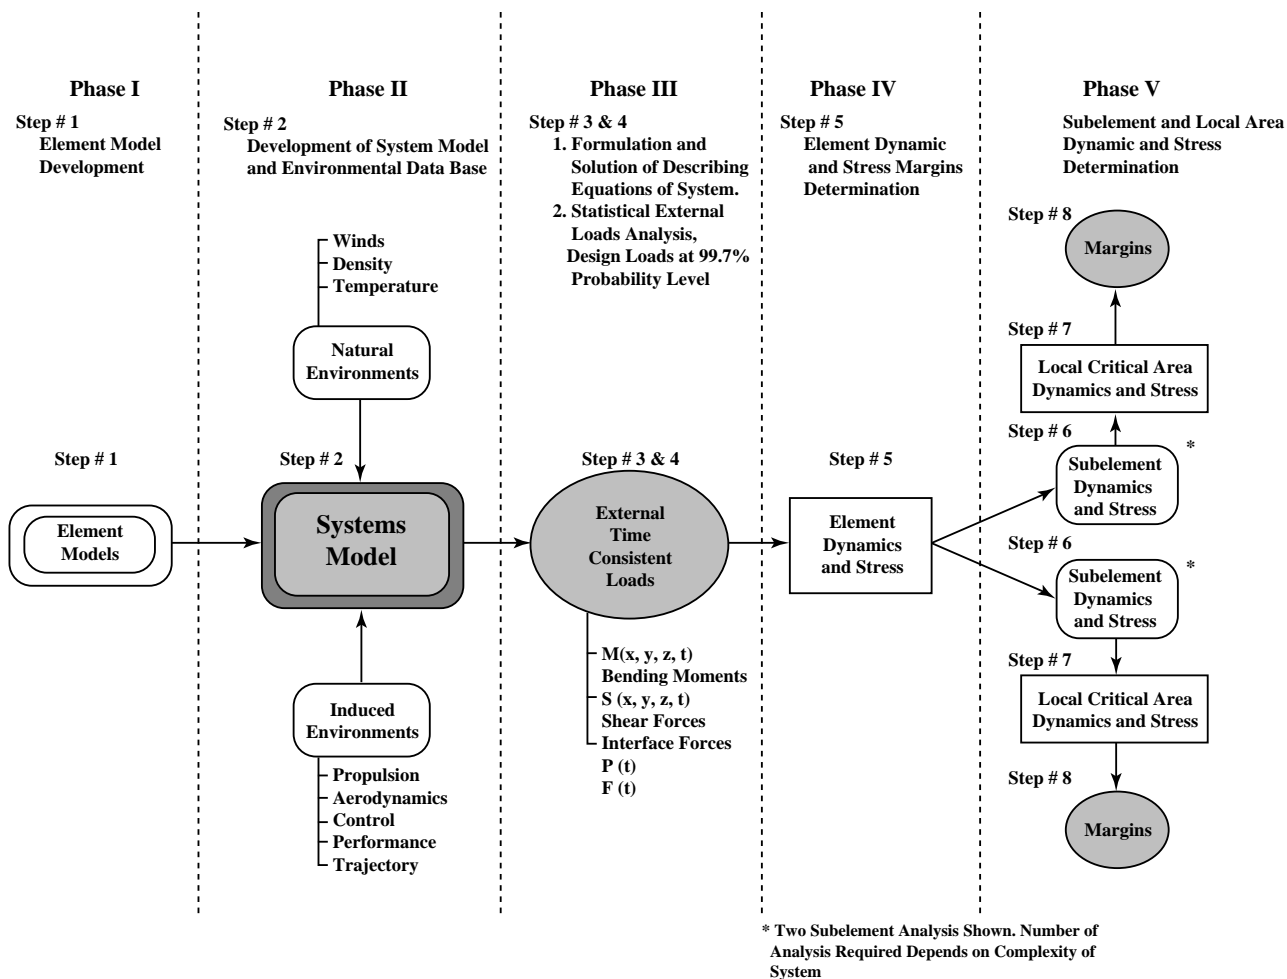 Phase I
Step # 1
Element Model
Development
Step # 1
Element
Models
Phase II
Step # 2
Development of System Model
and Environmental Data Base
Winds
Density
Temperature
Natural
Environments
Step # 2
Systems
Model
Induced
Environments
Propulsion
Aerodynamics
Control
Performance
Trajectory
Phase III
Step # 3 & 4
1. Formulation and
Solution of Describing
Equations of System.
2. Statistical External
Loads Analysis,
Design Loads at 99.7%
Probability Level
Step # 3 & 4
External
Time
Consistent
Loads
M(x, y, z, t)
Bending Moments
S (x, y, z, t)
Shear Forces
Interface Forces
P (t)
F (t)
Phase IV
Step # 5
Element Dynamic
and Stress Margins
Determination
Step # 5
Element
Dynamics
and Stress
Phase V
Subelement and Local Area
Dynamic and Stress
Determination
Step # 8
Margins
Step # 7
Local Critical Area
Dynamics and Stress
Step # 6
*
Subelement
Dynamics
and Stress
Step # 6
*
Subelement
Dynamics
and Stress
Step # 7
Local Critical Area
Dynamics and Stress
Step # 8
Margins
* Two Subelement Analysis Shown. Number of
Analysis Required Depends on Complexity of
System